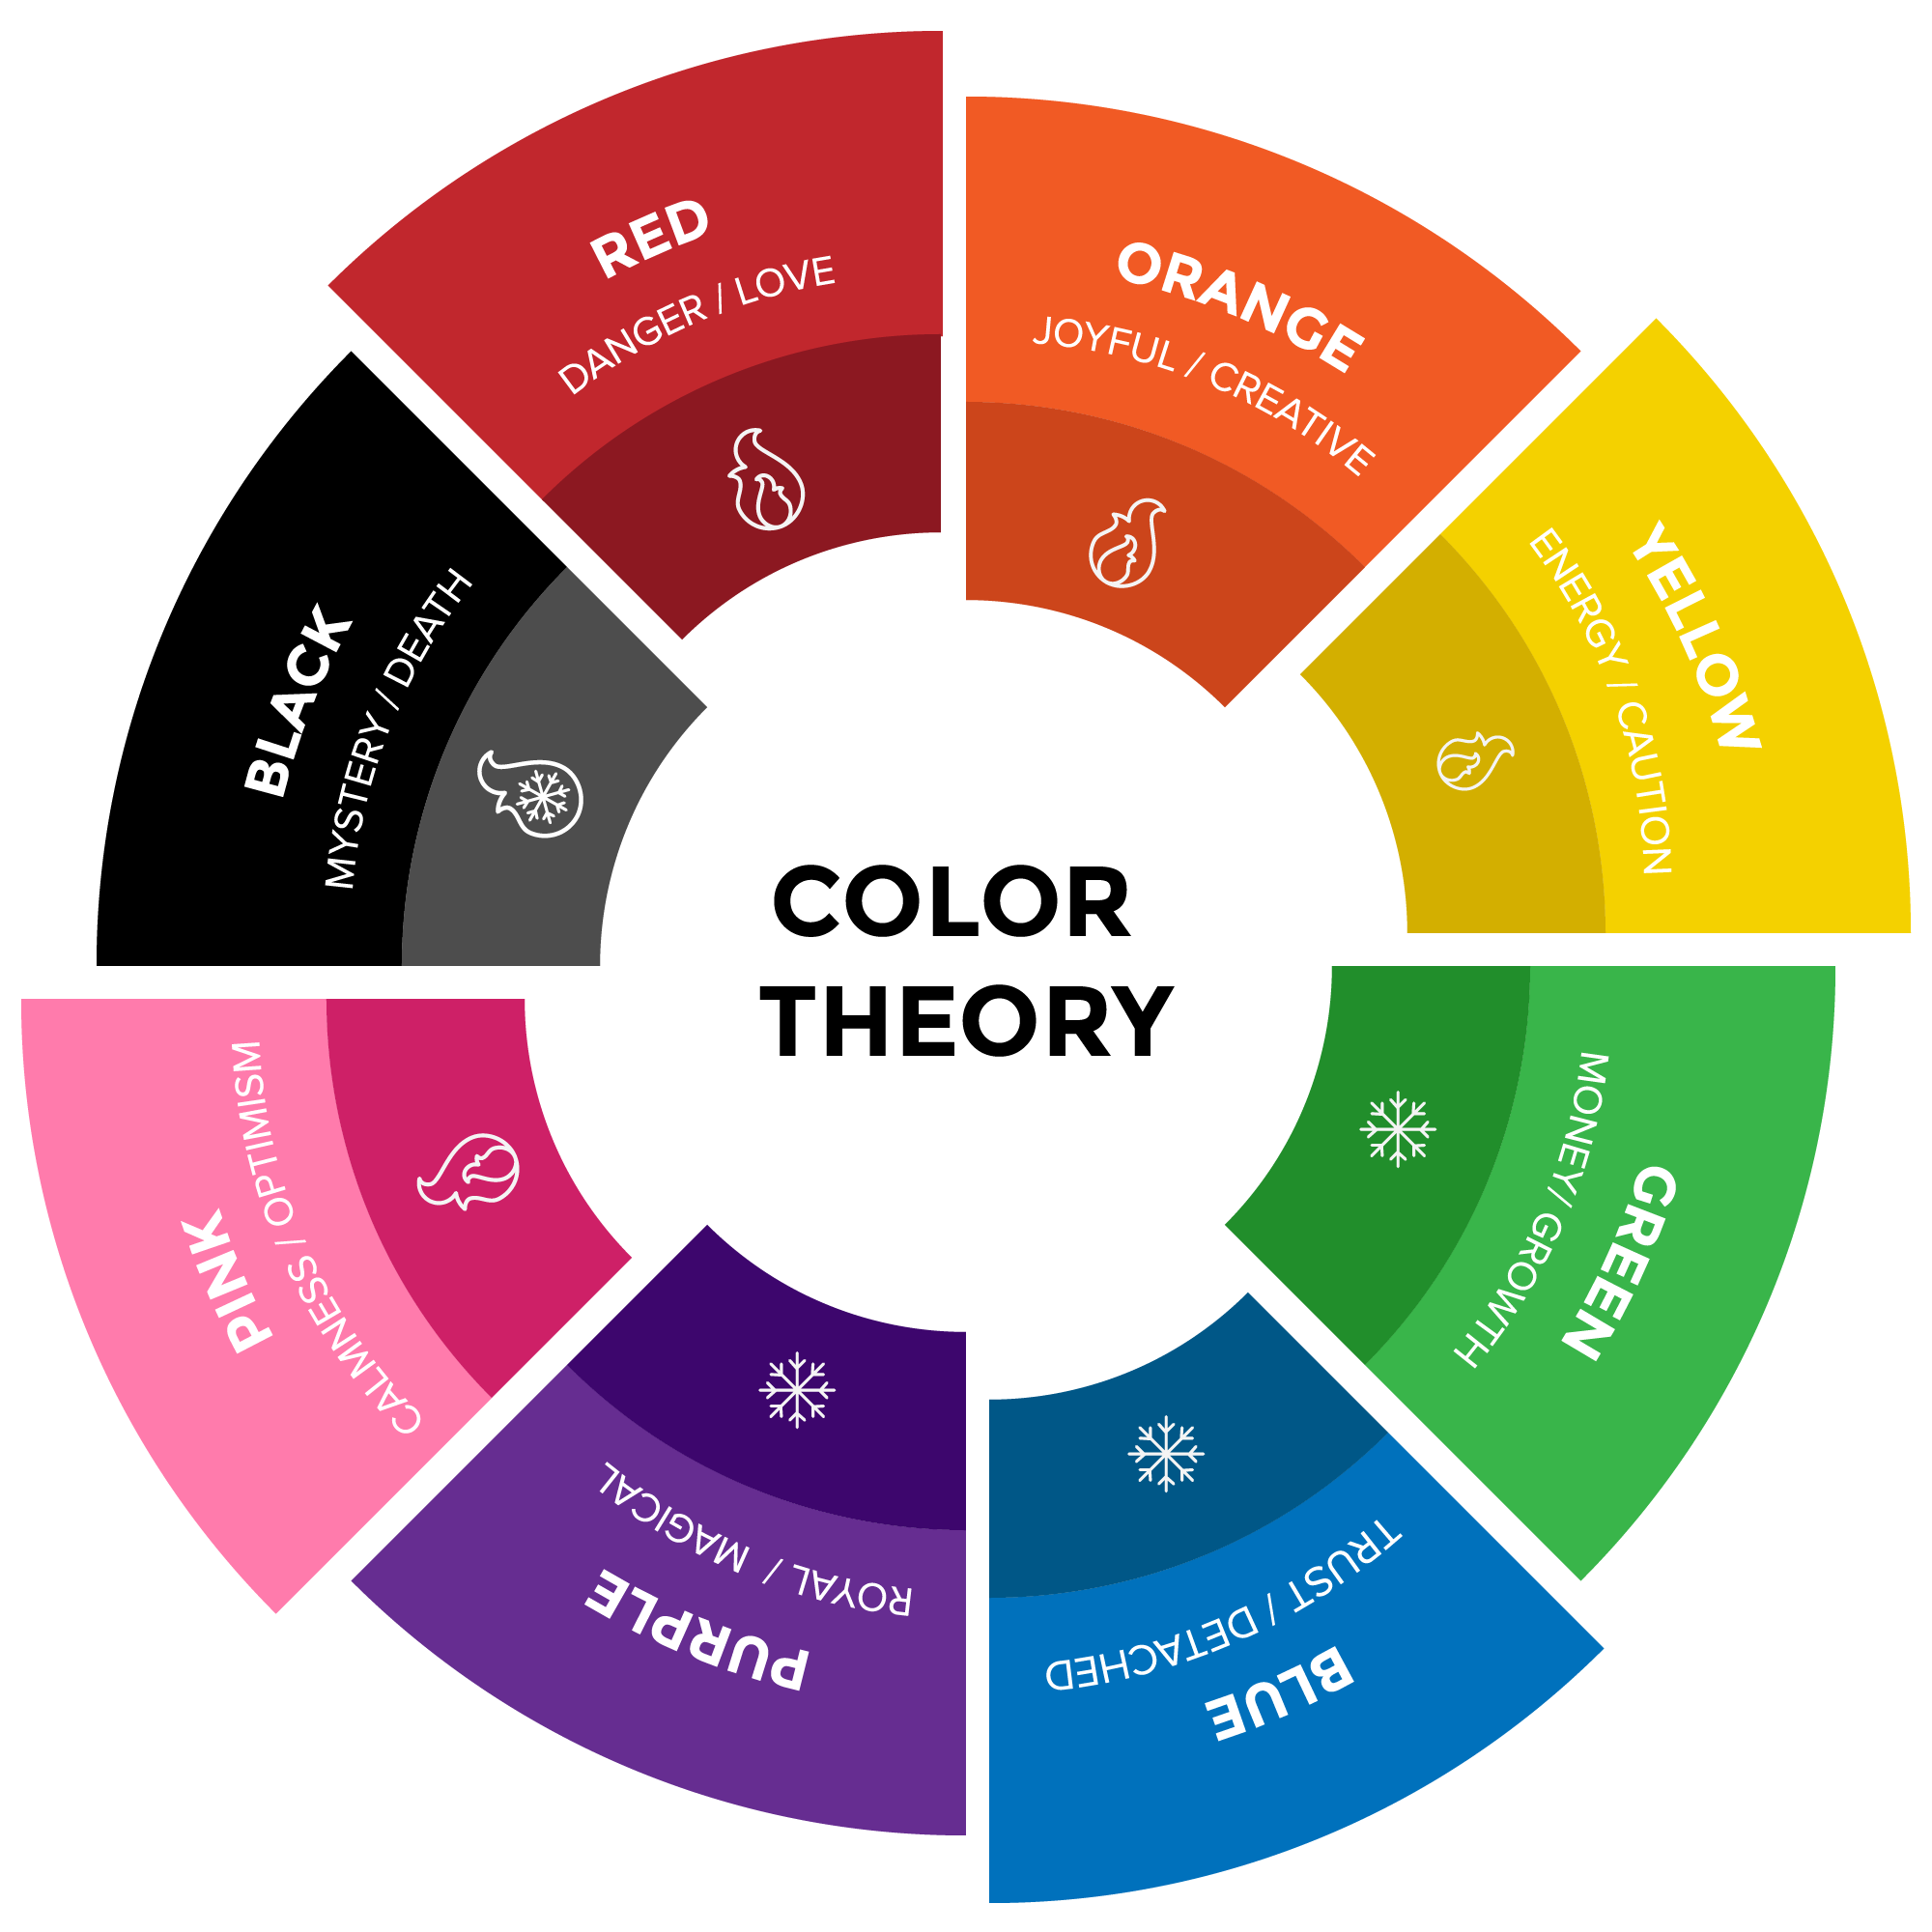 RED
DANGER / LOVE
ORANGE
JOYFUL / CREATIVE
YELLOW
ENERGY / CAUTION
GREEN
MONEY / GROWTH
BLUE
TRUST / DETACHED
PURPLE
ROYAL / MAGICAL
PINK
CALMNESS / OPTIMISM
BLACK
MYSTERY / DEATH
COLOR
THEORY